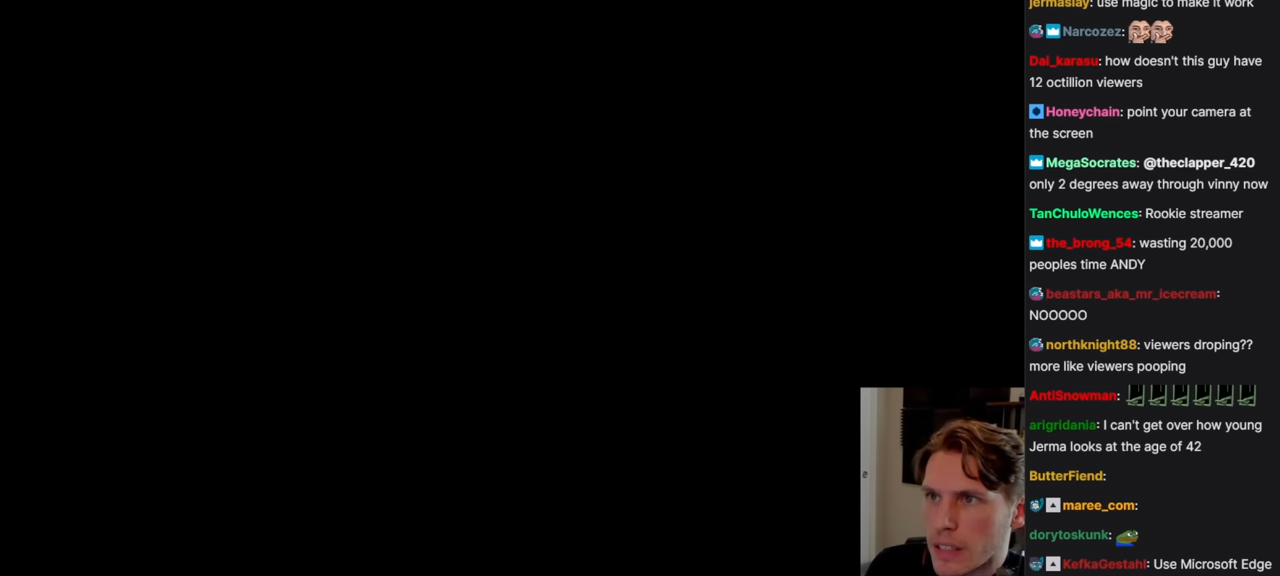 jermaslay: use magic to make it work
Narcozez:
Dai_karasu: how doesn't this guy have
12 octillion viewers
Honeychain: point your camera at
the screen
MegaSocrates: @theclapper_420
only 2 degrees away through vinny now
TanChuloWences: Rookie streamer
the_brong_54: wasting 20,000
peoples time ANDY
beastars_aka_mr_icecream:
NOOOOO
northknight88: viewers droping??
more like viewers pooping
AntiSnowman:
arigridania: I can't get over how young
Jerma looks at the age of 42
ButterFiend:
maree_com:
dorytoskunk:
KefkaGestahl: Use Microsoft Edge